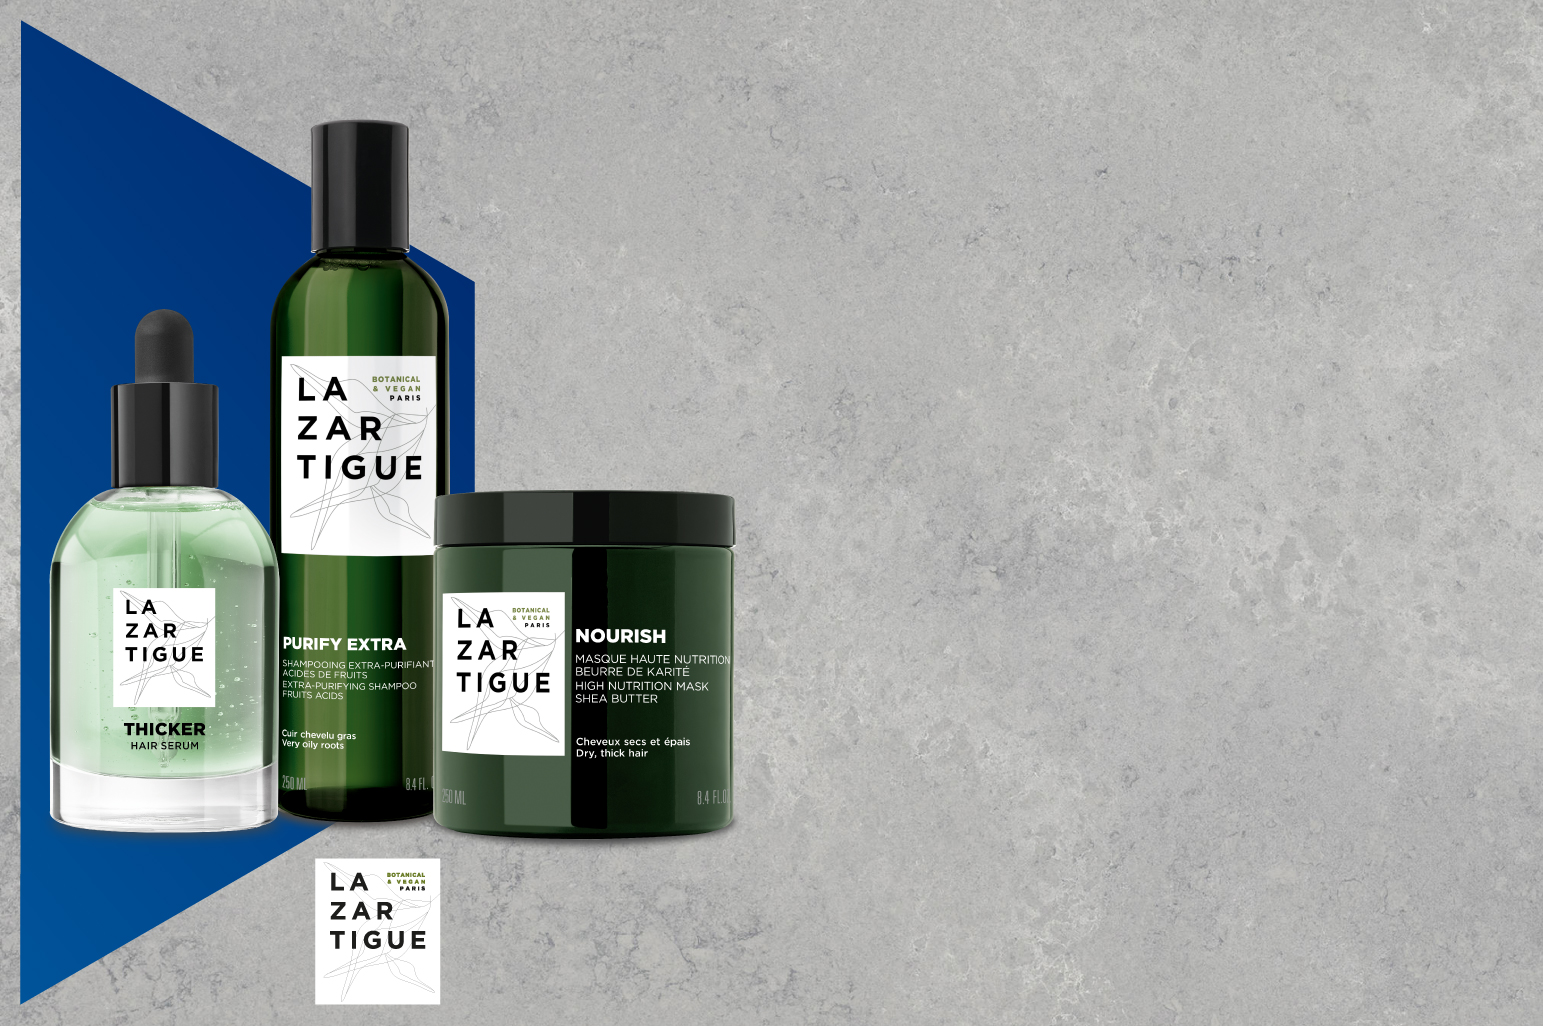 LA
ZAR
TIGUE
THICKER
HAIR SERUM
LA
ZAR
TIGUE
BOTANICAL
& VEGAN
PARIS
PURIFY EXTRA
SHAMPOOING EXTRA-PURIFIANT
ACIDES DE FRUITS
EXTRA-PURIFYING SHAMPOO
FRUITS ACIDS
Cuir chevelu gras
Very oily roots
250 ML
8.4 FL.
LA
ZAR
TIGUE
BOTANICAL
& VEGAN
PARIS
NOURISH
MASQUE HAUTE NUTRITION
BEURRE DE KARITÉ
HIGH NUTRITION MASK
SHEA BUTTER
Cheveux secs et épais
Dry, thick hair
250 ML
8.4 FL.OZ
LA
ZAR
TIGUE
BOTANICAL
& VEGAN
PARIS